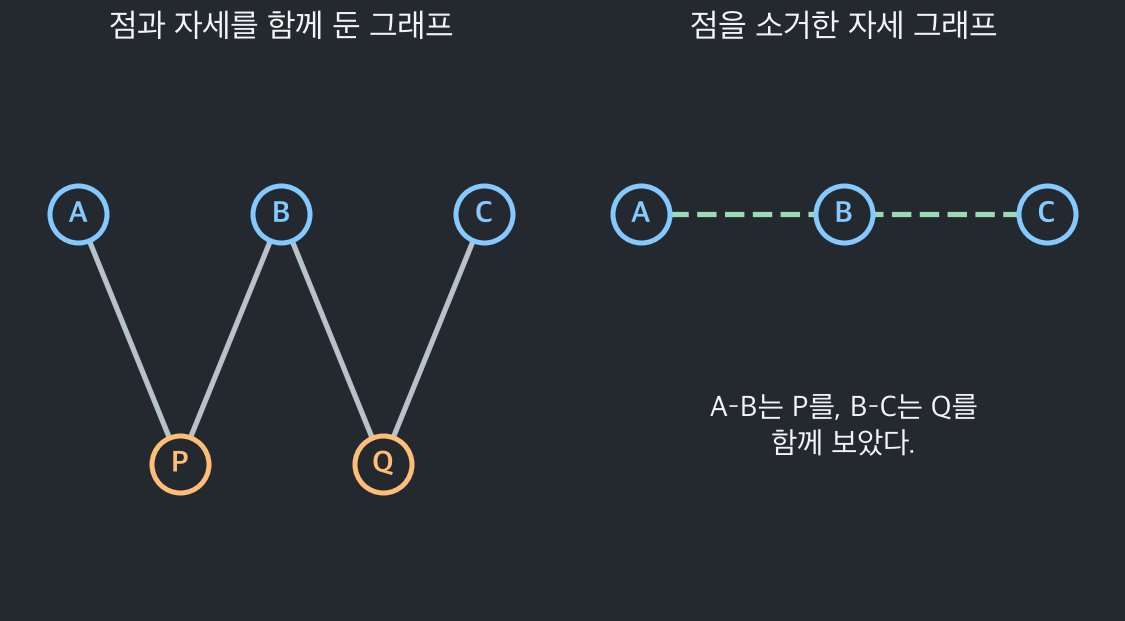 점과 자세를 함께 둔 그래프
점을 소거한 자세 그래프
A
B
C
A
B
C
P
Q
A-B는 P를, B-C는 Q를
함께 보았다.